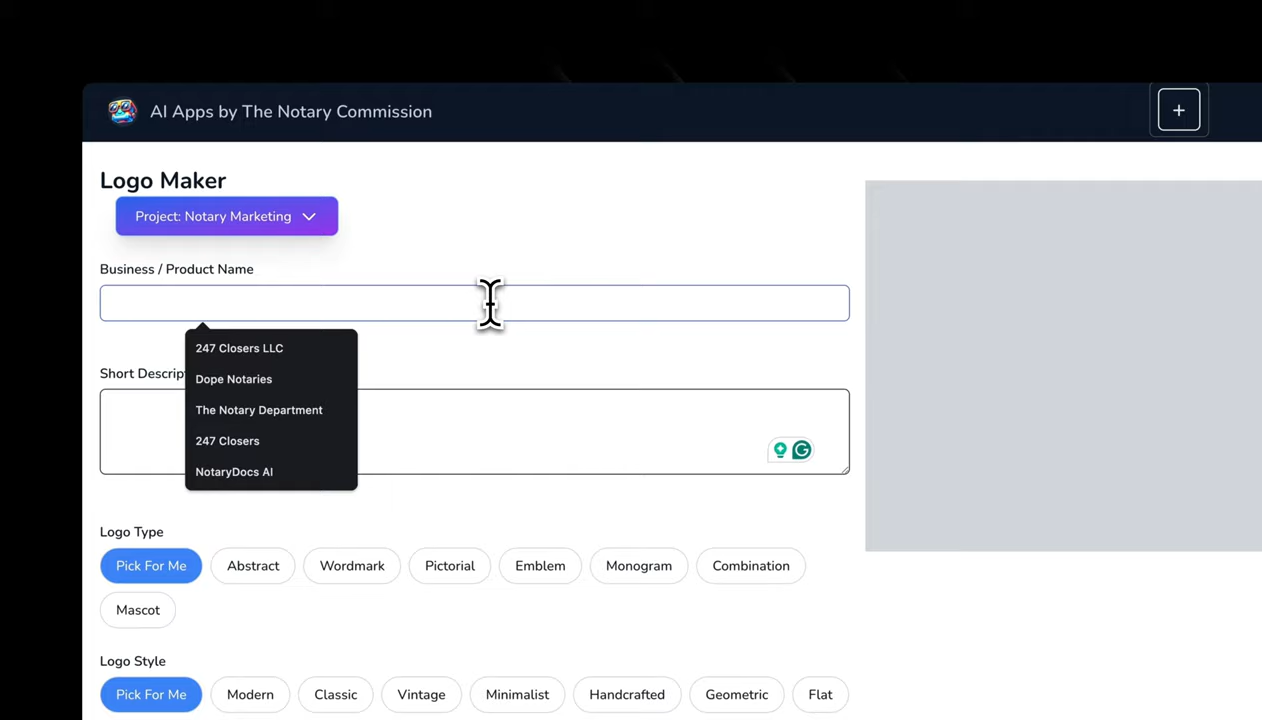 AI Apps by The Notary Commission
+
Logo Maker
Project: Notary Marketing
Business / Product Name
247 Closers LLC
Short Descrip
Dope Notaries
The Notary Department
247 Closers
NotaryDocs AI
Logo Type
Pick For Me Abstract Wordmark Pictorial Emblem Monogram Combination
Mascot
Logo Style
Pick For Me Modern Classic Vintage Minimalist Handcrafted Geometric Flat